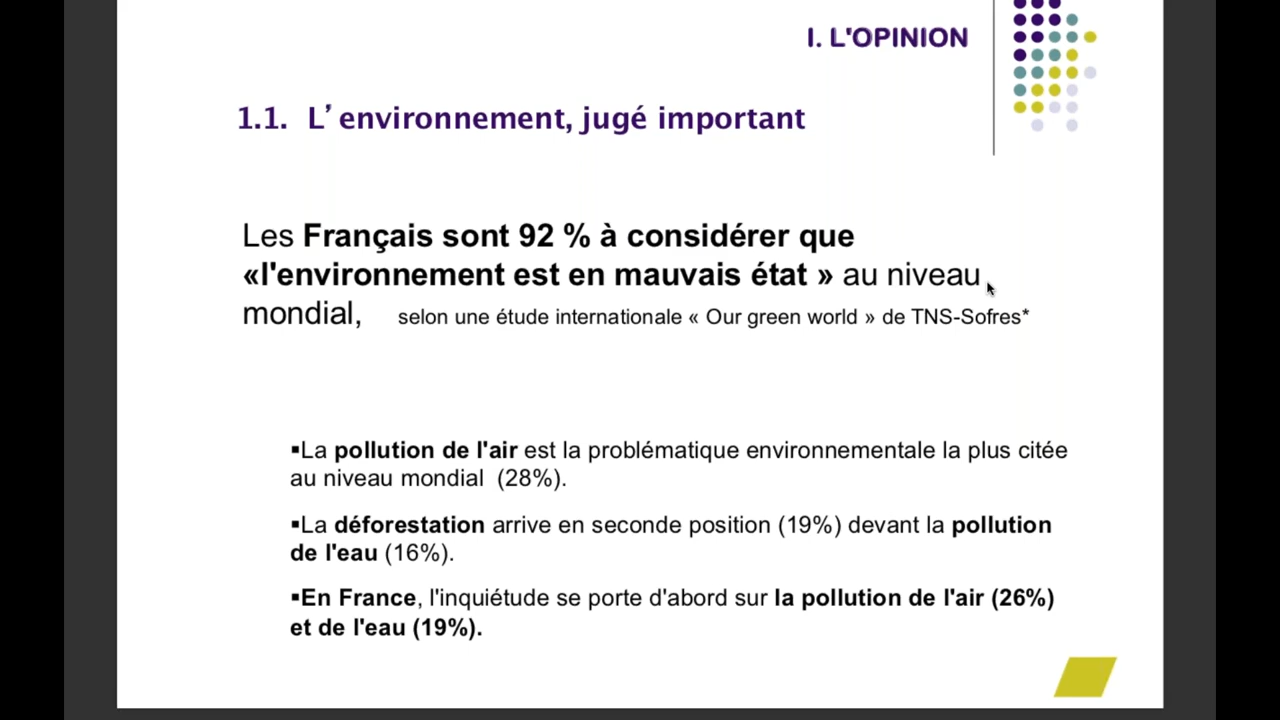 I. L'OPINION
1.1. L’environnement, jugé important
Les Français sont 92 % à considérer que
«l'environnement est en mauvais état » au niveau
mondial, selon une étude internationale « Our green world » de TNS-Sofres*
▪La pollution de l'air est la problématique environnementale la plus citée
au niveau mondial (28%).
▪La déforestation arrive en seconde position (19%) devant la pollution
de l'eau (16%).
▪En France, l'inquiétude se porte d'abord sur la pollution de l'air (26%)
et de l'eau (19%).